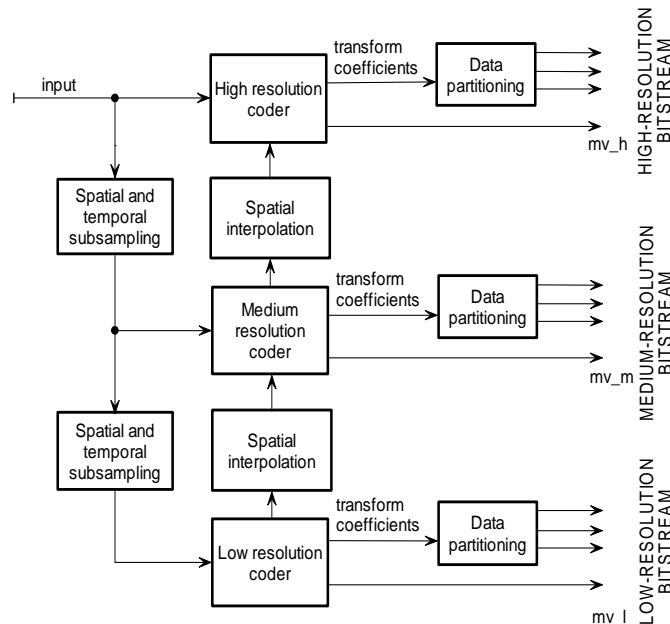 input
High resolution
coder
transform
coefficients
Data
partitioning
mv_h
HIGH-RESOLUTION
BITSTREAM
Spatial and
temporal
subsampling
Spatial
interpolation
Medium
resolution
coder
transform
coefficients
Data
partitioning
mv_m
MEDIUM-RESOLUTION
BITSTREAM
Spatial and
temporal
subsampling
Spatial
interpolation
Low resolution
coder
transform
coefficients
Data
partitioning
mv_l
LOW-RESOLUTION
BITSTREAM